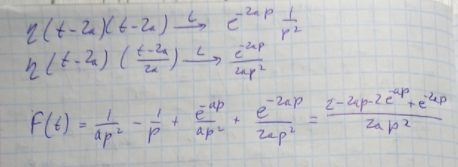 η(t-2a)(t-2a) →^L e^{-2ap} 1/p²
η(t-2a) ((t-2a)/2a) →^L e^{-2ap}/2ap²
F(t) = 1/ap² - 1/p + e^{-ap}/ap² + e^{-2ap}/2ap² = (2-2ap-2e^{-ap}+e^{-2ap})/2ap²